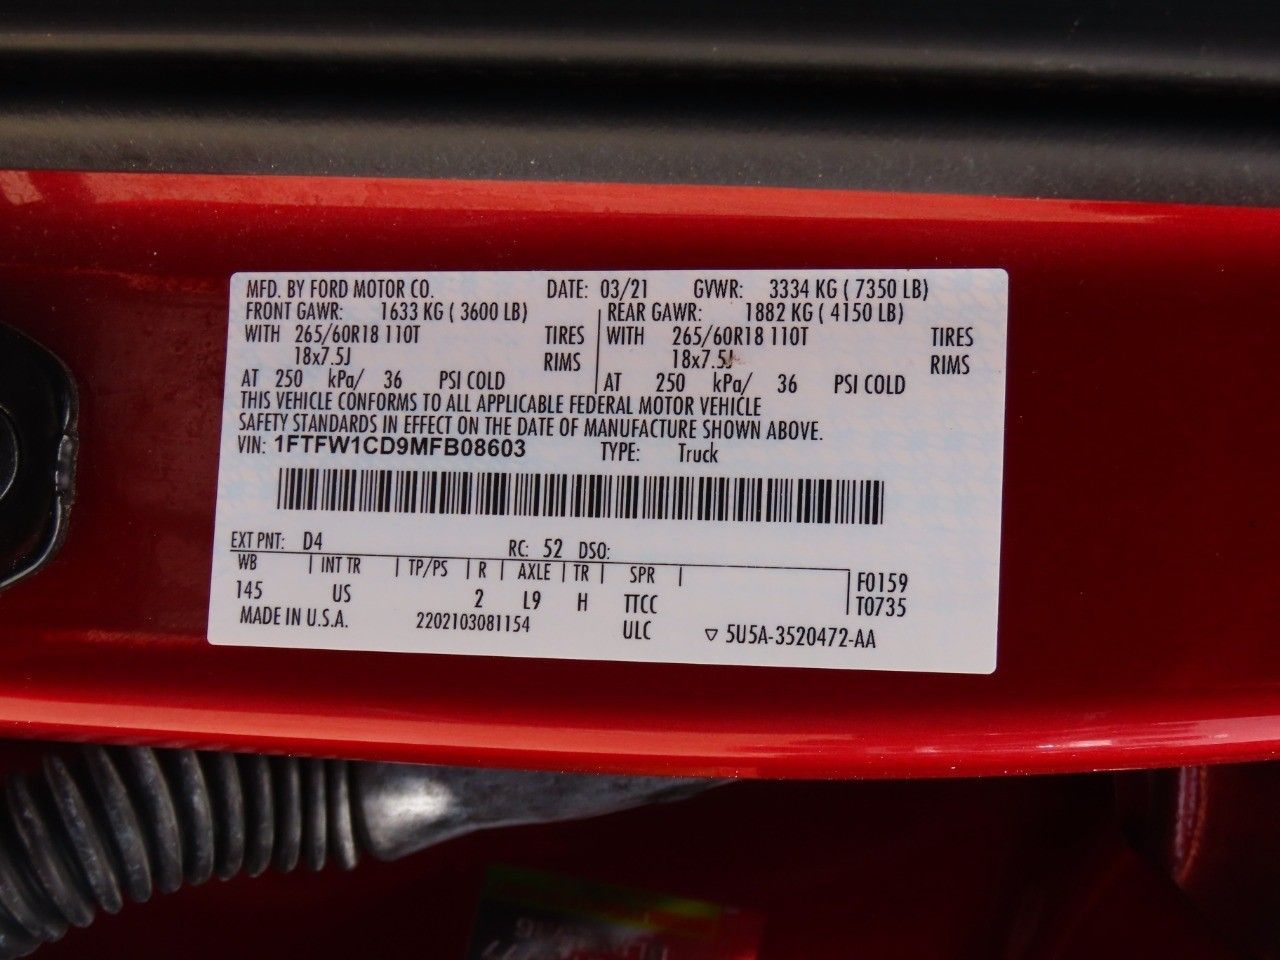 MFD. BY FORD MOTOR CO. DATE: 03/21 GVWR: 3334 KG ( 7350 LB)
FRONT GAWR: 1633 KG ( 3600 LB) REAR GAWR: 1882 KG ( 4150 LB)
WITH 265/60R18 110T TIRES WITH 265/60R18 110T TIRES
18x7.5J RIMS 18x7.5J RIMS
AT 250 kPa/ 36 PSI COLD AT 250 kPa/ 36 PSI COLD
THIS VEHICLE CONFORMS TO ALL APPLICABLE FEDERAL MOTOR VEHICLE
SAFETY STANDARDS IN EFFECT ON THE DATE OF MANUFACTURE SHOWN ABOVE.
VIN: 1FTFW1CD9MFB08603 TYPE: Truck
EXT PNT: D4 RC: 52 DSO:
WB INT TR TP/PS R AXLE TR SPR F0159
145 US 2 L9 H TTCC T0735
MADE IN U.S.A. 2202103081154 ULC ▽ 5U5A-3520472-AA